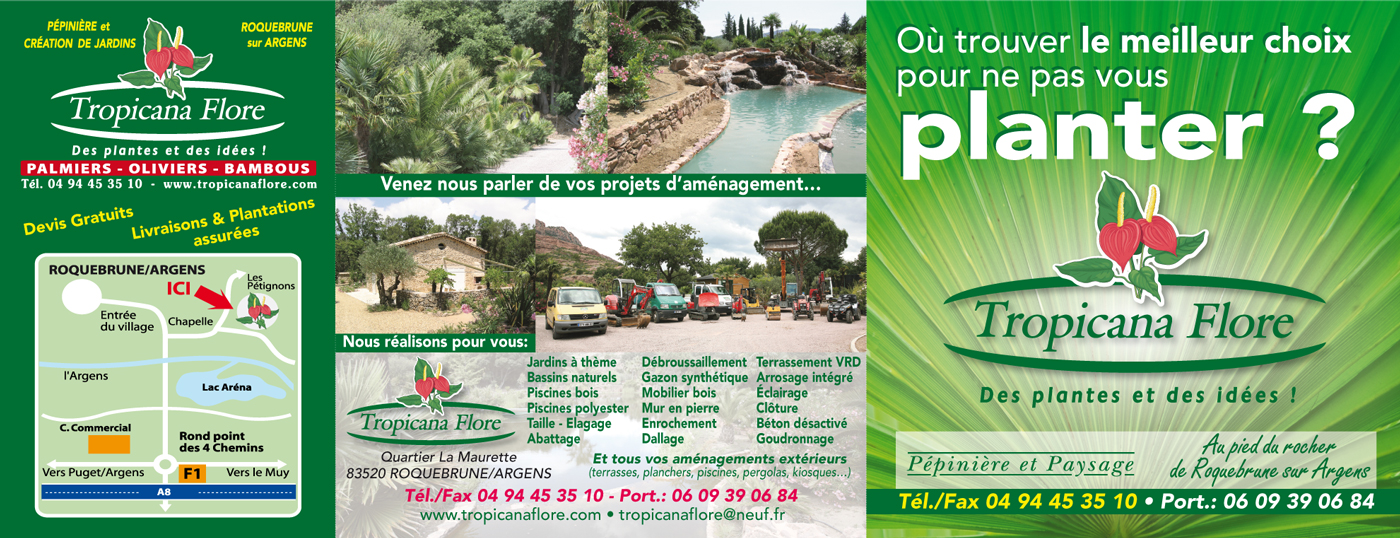 PÉPINIÈRE et
CRÉATION DE JARDINS
ROQUEBRUNE
sur ARGENS
Tropicana Flore
Des plantes et des idées !
PALMIERS - OLIVIERS - BAMBOUS
Tél. 04 94 45 35 10 - www.tropicanaflore.com
Devis Gratuits
Livraisons & Plantations
assurées
ROQUEBRUNE/ARGENS
ICI
Les
Pétignons
Entrée
du village
Chapelle
l'Argens
Lac Aréna
C. Commercial
Rond point
des 4 Chemins
Vers Puget/Argens
F1
Vers le Muy
A8
Venez nous parler de vos projets d'aménagement...
Nous réalisons pour vous:
Tropicana Flore
Quartier La Maurette
83520 ROQUEBRUNE/ARGENS
Jardins à thème
Bassins naturels
Piscines bois
Piscines polyester
Taille - Elagage
Abattage
Débroussaillement
Gazon synthétique
Mobilier bois
Mur en pierre
Enrochement
Dallage
Terrassement VRD
Arrosage intégré
Éclairage
Clôture
Béton désactivé
Goudronnage
Et tous vos aménagements extérieurs
(terrasses, planchers, piscines, pergolas, kiosques...)
Tél./Fax 04 94 45 35 10 - Port.: 06 09 39 06 84
www.tropicanaflore.com • tropicanaflore@neuf.fr
Où trouver le meilleur choix
pour ne pas vous
planter ?
Tropicana Flore
Des plantes et des idées !
Pépinière et Paysage
Au pied du rocher
de Roquebrune sur Argens
Tél./Fax 04 94 45 35 10 • Port.: 06 09 39 06 84